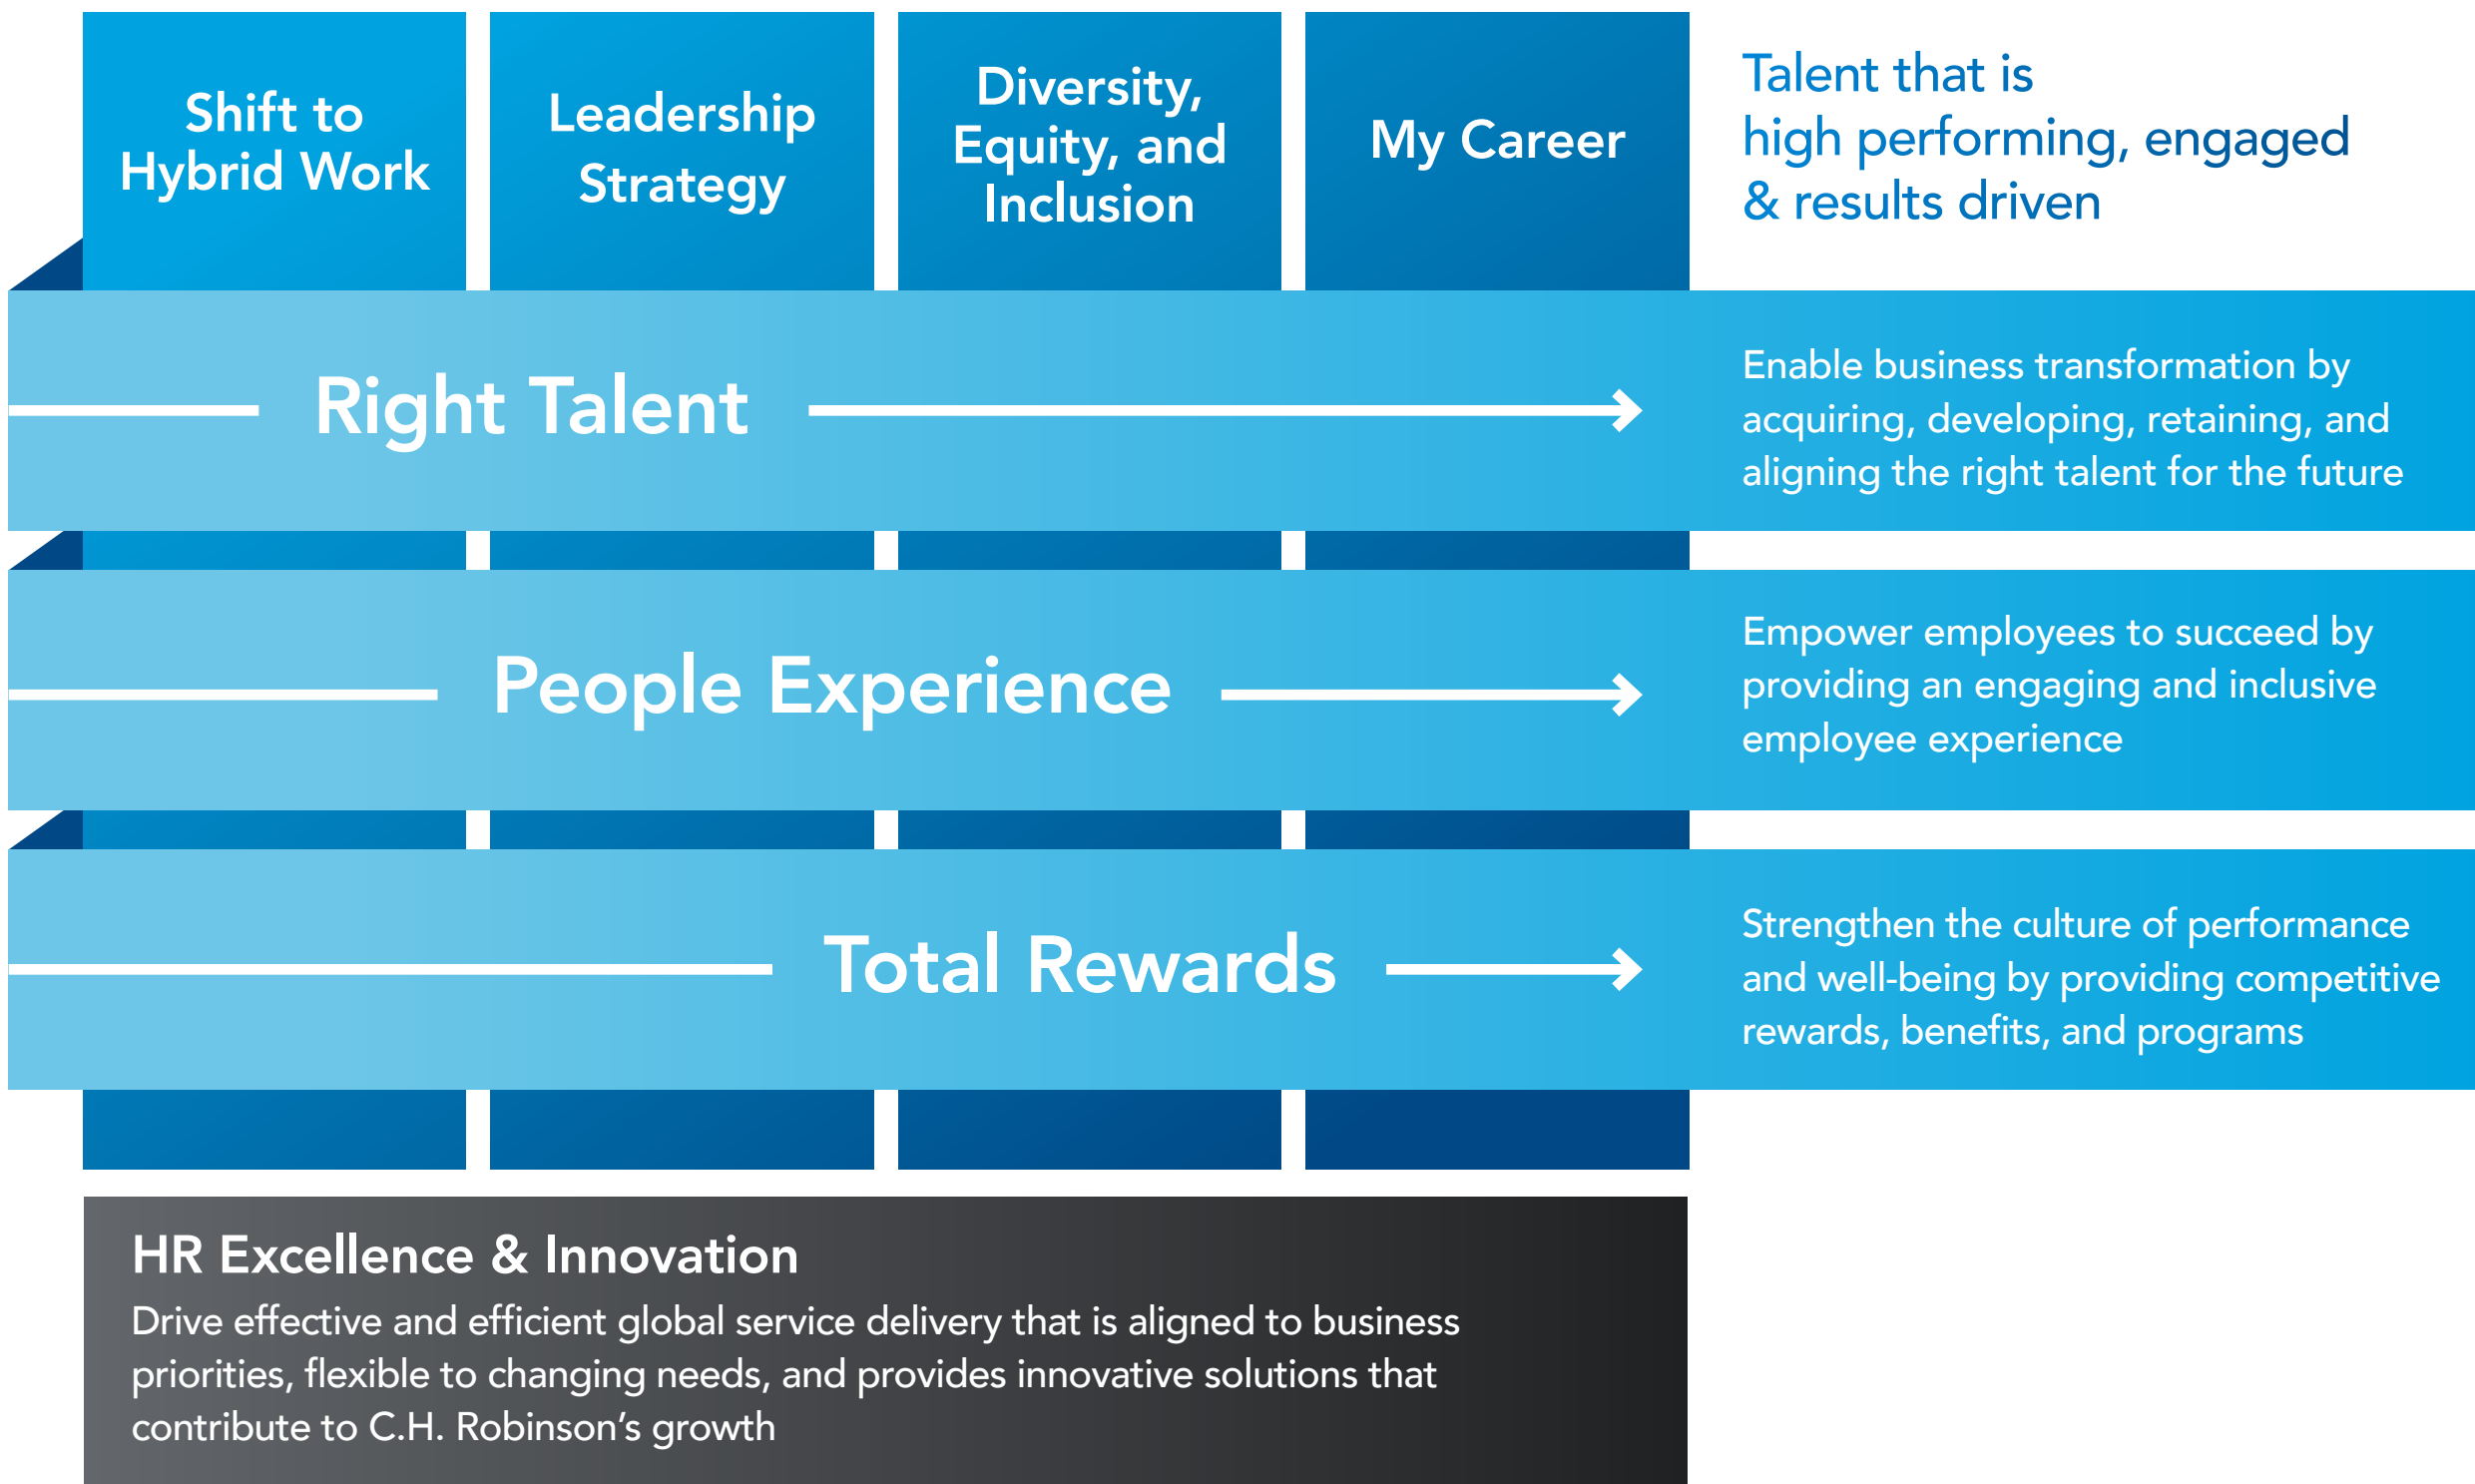 Shift to
Hybrid Work
Leadership
Strategy
Diversity,
Equity, and
Inclusion
My Career
Talent that is
high performing, engaged
& results driven
Right Talent
Enable business transformation by
acquiring, developing, retaining, and
aligning the right talent for the future
People Experience
Empower employees to succeed by
providing an engaging and inclusive
employee experience
Total Rewards
Strengthen the culture of performance
and well-being by providing competitive
rewards, benefits, and programs
HR Excellence & Innovation
Drive effective and efficient global service delivery that is aligned to business
priorities, flexible to changing needs, and provides innovative solutions that
contribute to C.H. Robinson’s growth